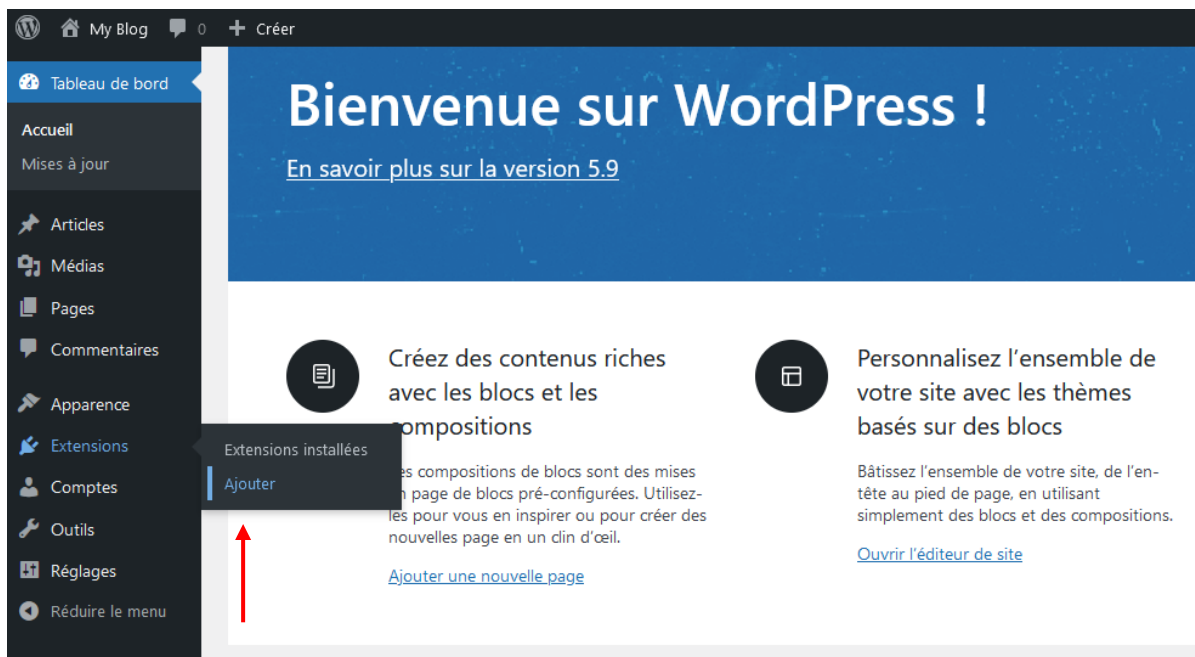 My Blog 0 + Créer
Tableau de bord
Accueil
Mises à jour
Articles
Médias
Pages
Commentaires
Apparence
Extensions
Extensions installées
Ajouter
Comptes
Outils
Réglages
Réduire le menu
Bienvenue sur WordPress !
En savoir plus sur la version 5.9
Créez des contenus riches
avec les blocs et les
compositions
compositions de blocs sont des mises
page de blocs pré-configurées. Utilisez-
les pour vous en inspirer ou pour créer des
nouvelles page en un clin d’œil.
Ajouter une nouvelle page
Personnalisez l’ensemble de
votre site avec les thèmes
basés sur des blocs
Bâtissez l’ensemble de votre site, de l’en-
tête au pied de page, en utilisant
simplement des blocs et des compositions.
Ouvrir l’éditeur de site